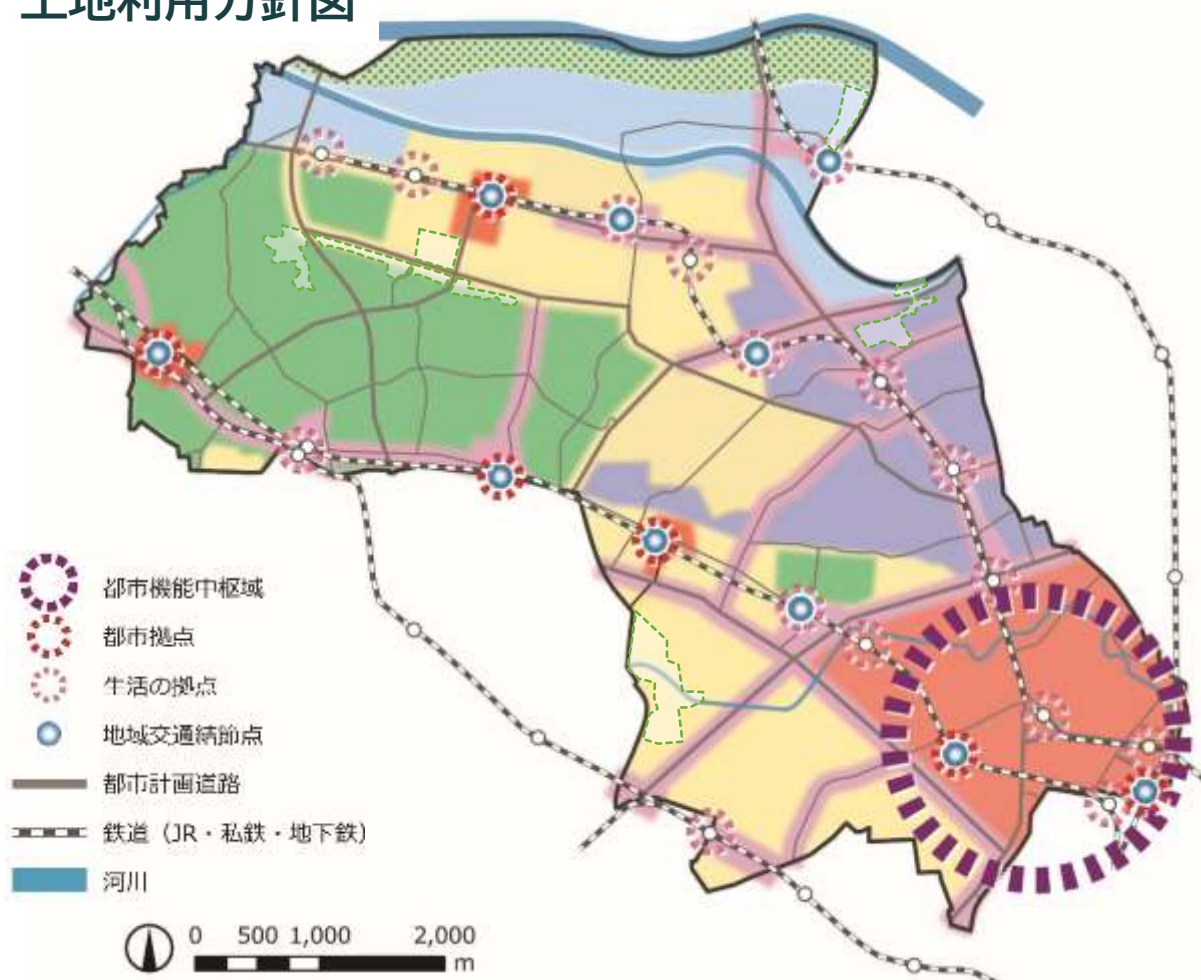 土地利用方針図
都市機能中枢域
都市拠点
生活の拠点
地域交通結節点
都市計画道路
鉄道（JR・私鉄・地下鉄）
河川
0 500 1,000 2,000
m